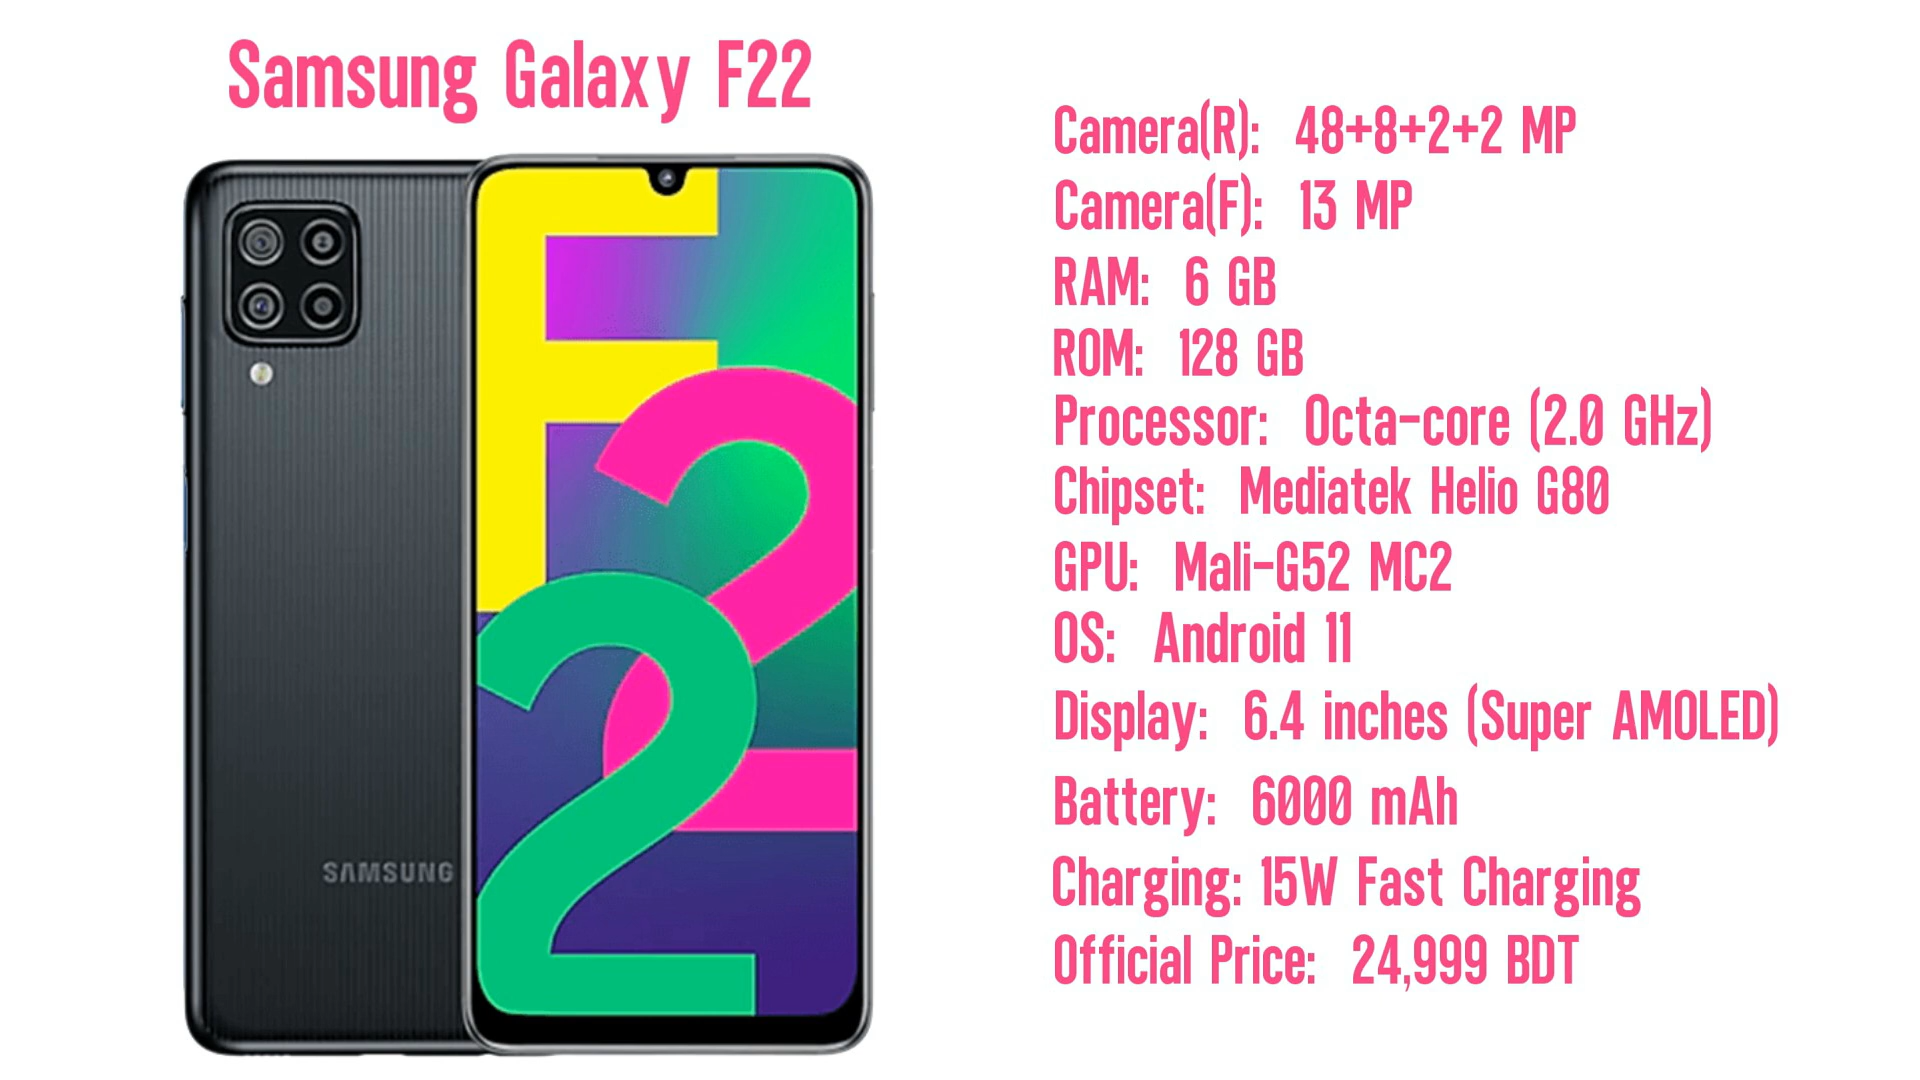 Samsung Galaxy F22
Camera(R): 48+8+2+2 MP
Camera(F): 13 MP
RAM: 6 GB
ROM: 128 GB
Processor: Octa-core (2.0 GHz)
Chipset: Mediatek Helio G80
GPU: Mali-G52 MC2
OS: Android 11
Display: 6.4 inches (Super AMOLED)
Battery: 6000 mAh
Charging: 15W Fast Charging
Official Price: 24,999 BDT
SAMSUNG
F22